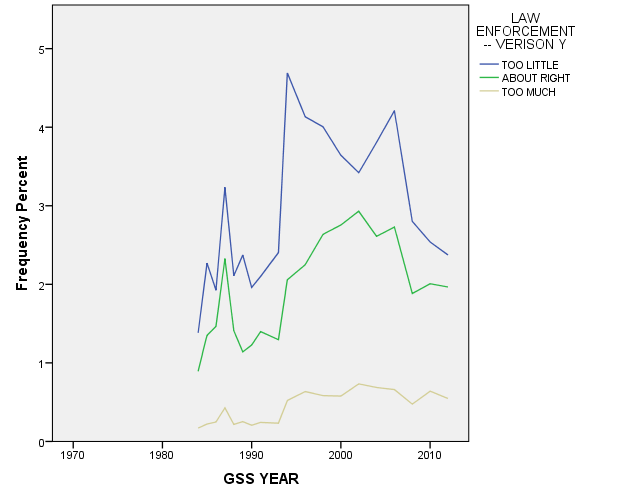 LAW
ENFORCEMENT
-- VERISON Y
TOO LITTLE
ABOUT RIGHT
TOO MUCH
Frequency Percent
5
4
3
2
1
0
1970
1980
1990
2000
2010
GSS YEAR